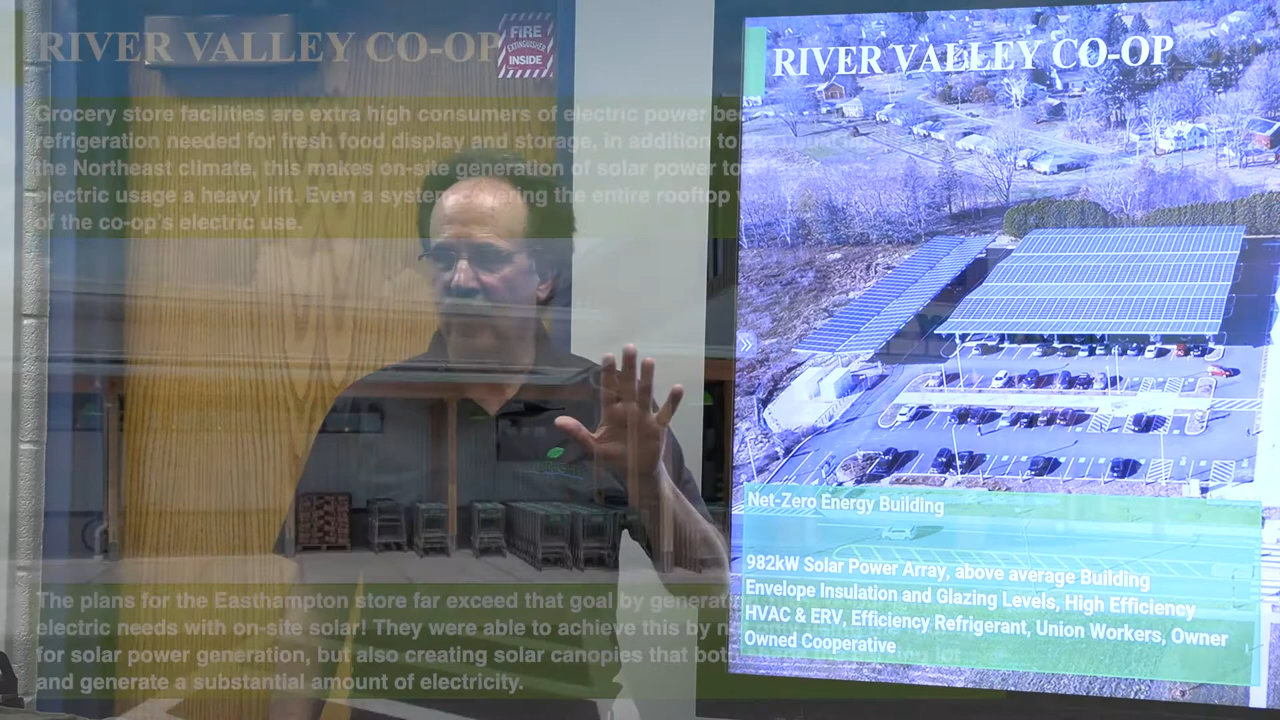 RIVER VALLEY CO-OP
FIRE
EXTINGUISHER
INSIDE
Grocery store facilities are extra high consumers of electric power
refrigeration needed for fresh food display and storage, in addition to
the Northeast climate, this makes on-site generation of solar power to
electric usage a heavy lift. Even a system the entire rooftop
of the co-op's electric use.
The plans for the Easthampton store far exceed that goal by
electric needs with on-site solar! They were able to achieve this by
for solar power generation, but also creating solar canopies that
and generate a substantial amount of electricity.
RIVER VALLEY CO-OP
Net-Zero Energy Building
982kW Solar Power Array, above average Building
Envelope Insulation and Glazing Levels, High Efficiency
HVAC & ERV, Efficiency Refrigerant, Union Workers, Owner
Owned Cooperative